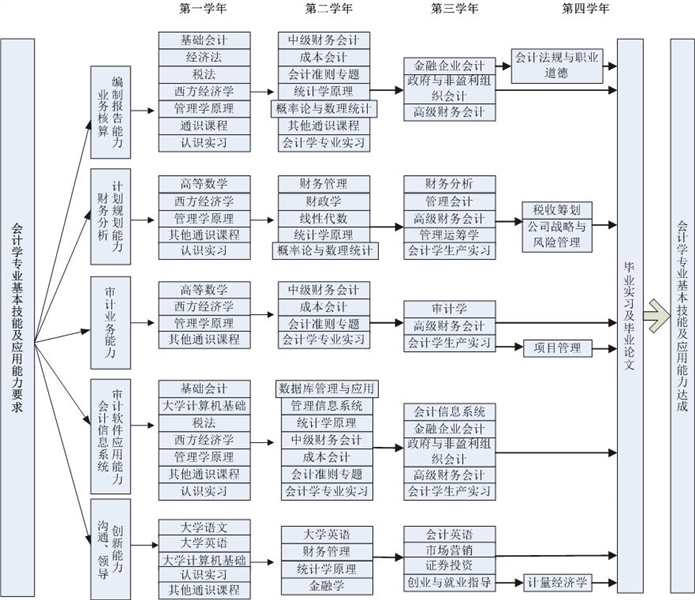 第一学年
第二学年
第三学年
第四学年
会计学专业基本技能及应用能力要求
业务核算
编制报告能力
基础会计
经济法
税法
西方经济学
管理学原理
通识课程
认识实习
中级财务会计
成本会计
会计准则专题
统计学原理
概率论与数理统计
其他通识课程
会计学专业实习
金融企业会计
政府与非盈利组
织会计
高级财务会计
会计法规与职业
道德
财务分析
计划规划能力
高等数学
西方经济学
管理学原理
其他通识课程
认识实习
财务管理
财政学
线性代数
统计学原理
概率论与数理统计
财务分析
管理会计
高级财务会计
管理运筹学
会计学生产实习
税收筹划
公司战略与
风险管理
审计业务能力
高等数学
西方经济学
管理学原理
其他通识课程
中级财务会计
成本会计
会计准则专题
会计学专业实习
审计学
高级财务会计
会计学生产实习
项目管理
会计信息系统
审计软件应用能力
基础会计
大学计算机基础
税法
西方经济学
管理学原理
其他通识课程
认识实习
数据库管理与应用
管理信息系统
统计学原理
中级财务会计
成本会计
会计准则专题
会计学专业实习
会计信息系统
金融企业会计
政府与非盈利组
织会计
高级财务会计
会计学生产实习
沟通、领导
创新能力
大学语文
大学英语
大学计算机基础
认识实习
其他通识课程
大学英语
财务管理
统计学原理
金融学
会计英语
市场营销
证券投资
创业与就业指导
计量经济学
毕业实习及毕业论文
会计学专业基本技能及应用能力达成